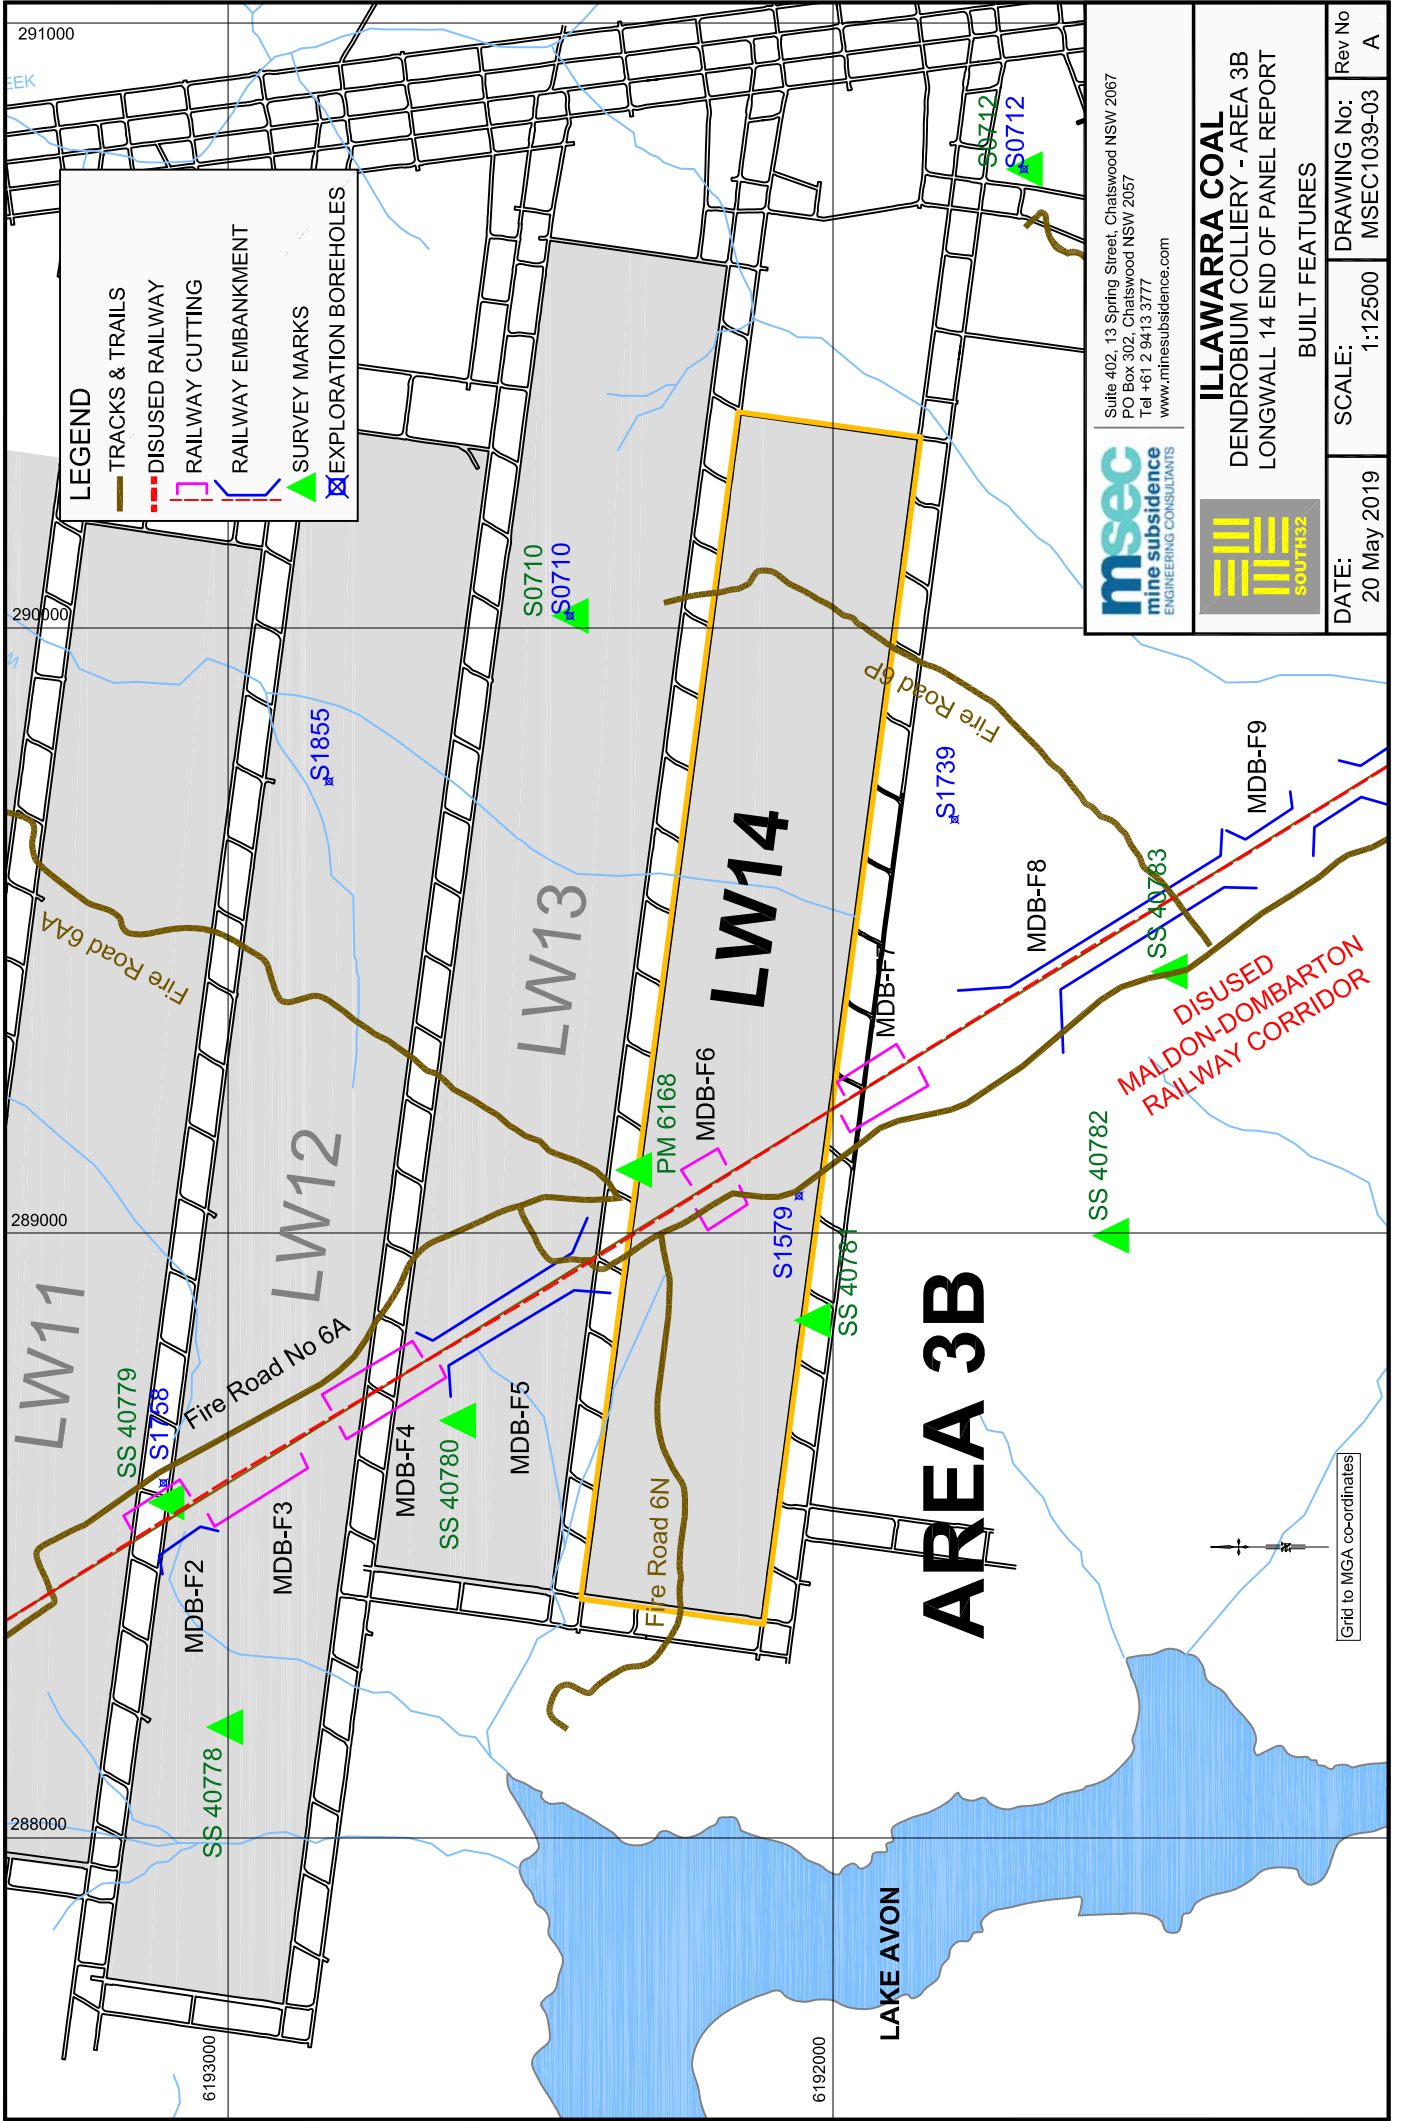 291000
290000
289000
288000
6193000
6192000
EEK
W
LEGEND
TRACKS & TRAILS
DISUSED RAILWAY
RAILWAY CUTTING
RAILWAY EMBANKMENT
SURVEY MARKS
EXPLORATION BOREHOLES
LW11
LW12
LW13
LW14
AREA 3B
LAKE AVON
Fire Road 6AA
Fire Road No 6A
Fire Road 6N
Fire Road 6P
S1855
S0710
S0710
S0712
S0712
S1739
S1758
S1579
SS 40778
SS 40779
SS 40780
SS 40781
SS 40782
SS 40783
PM 6168
MDB-F2
MDB-F3
MDB-F4
MDB-F5
MDB-F6
MDB-F7
MDB-F8
MDB-F9
DISUSED
MALDON-DOMBARTON
RAILWAY CORRIDOR
Grid to MGA co-ordinates
N
msec
mine subsidence
ENGINEERING CONSULTANTS
Suite 402, 13 Spring Street, Chatswood NSW 2067
PO Box 302, Chatswood NSW 2057
Tel +61 2 9413 3777
www.minesubsidence.com
SOUTH32
ILLAWARRA COAL
DENDROBIUM COLLIERY - AREA 3B
LONGWALL 14 END OF PANEL REPORT
BUILT FEATURES
DATE:
20 May 2019
SCALE:
1:12500
DRAWING No:
MSEC1039-03
Rev No
A